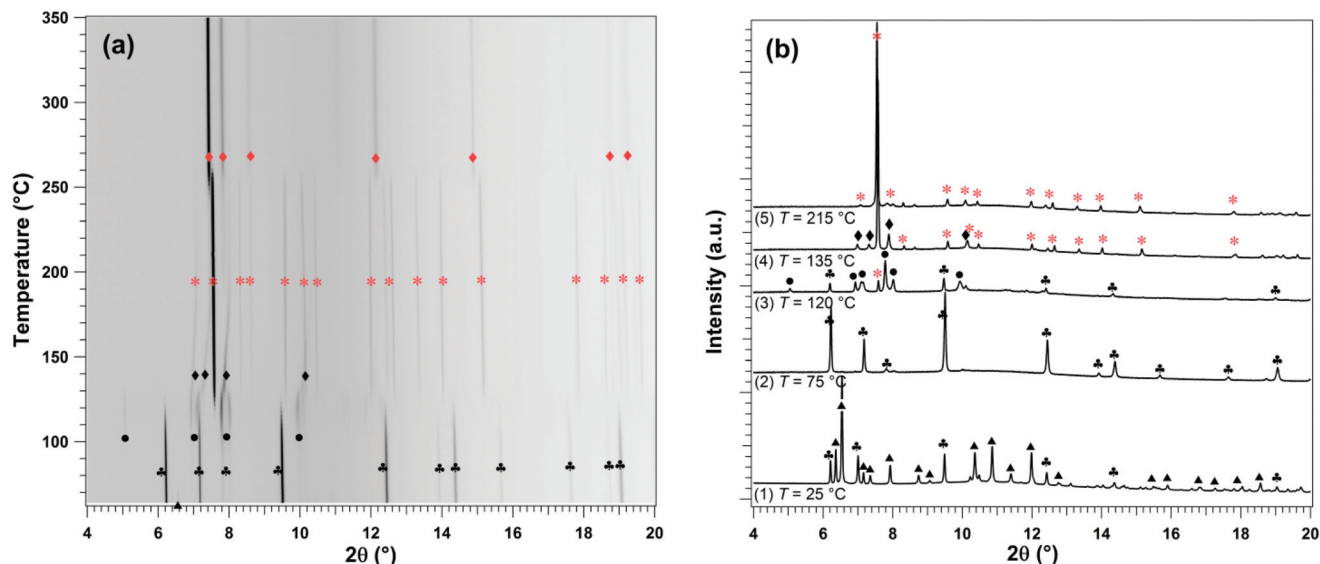 (a)
Temperature (°C)
350
300
250
200
150
100
4 6 8 10 12 14 16 18 20
2θ (°)
(b)
Intensity (a.u.)
(5) T = 215 °C
(4) T = 135 °C
(3) T = 120 °C
(2) T = 75 °C
(1) T = 25 °C
4 6 8 10 12 14 16 18 20
2θ (°)